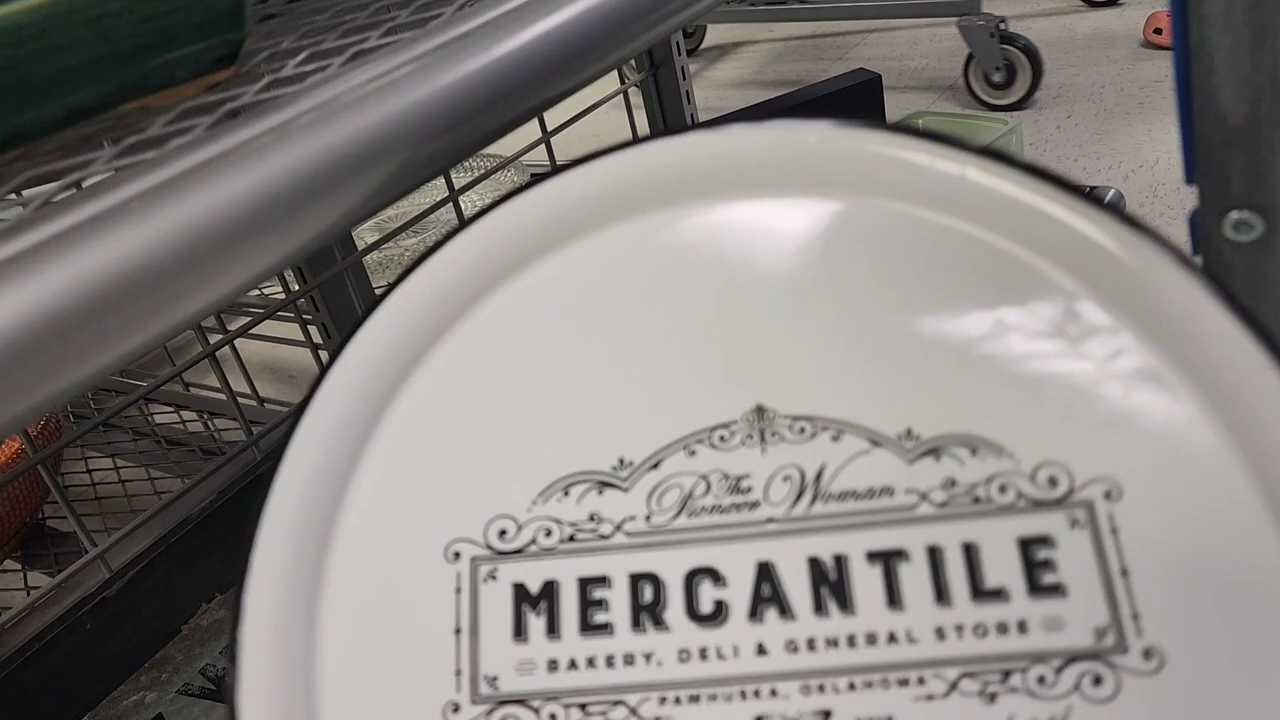 The
Pioneer Woman
MERCANTILE
BAKERY, DELI & GENERAL STORE
PAWHUSKA, OKLAHOMA